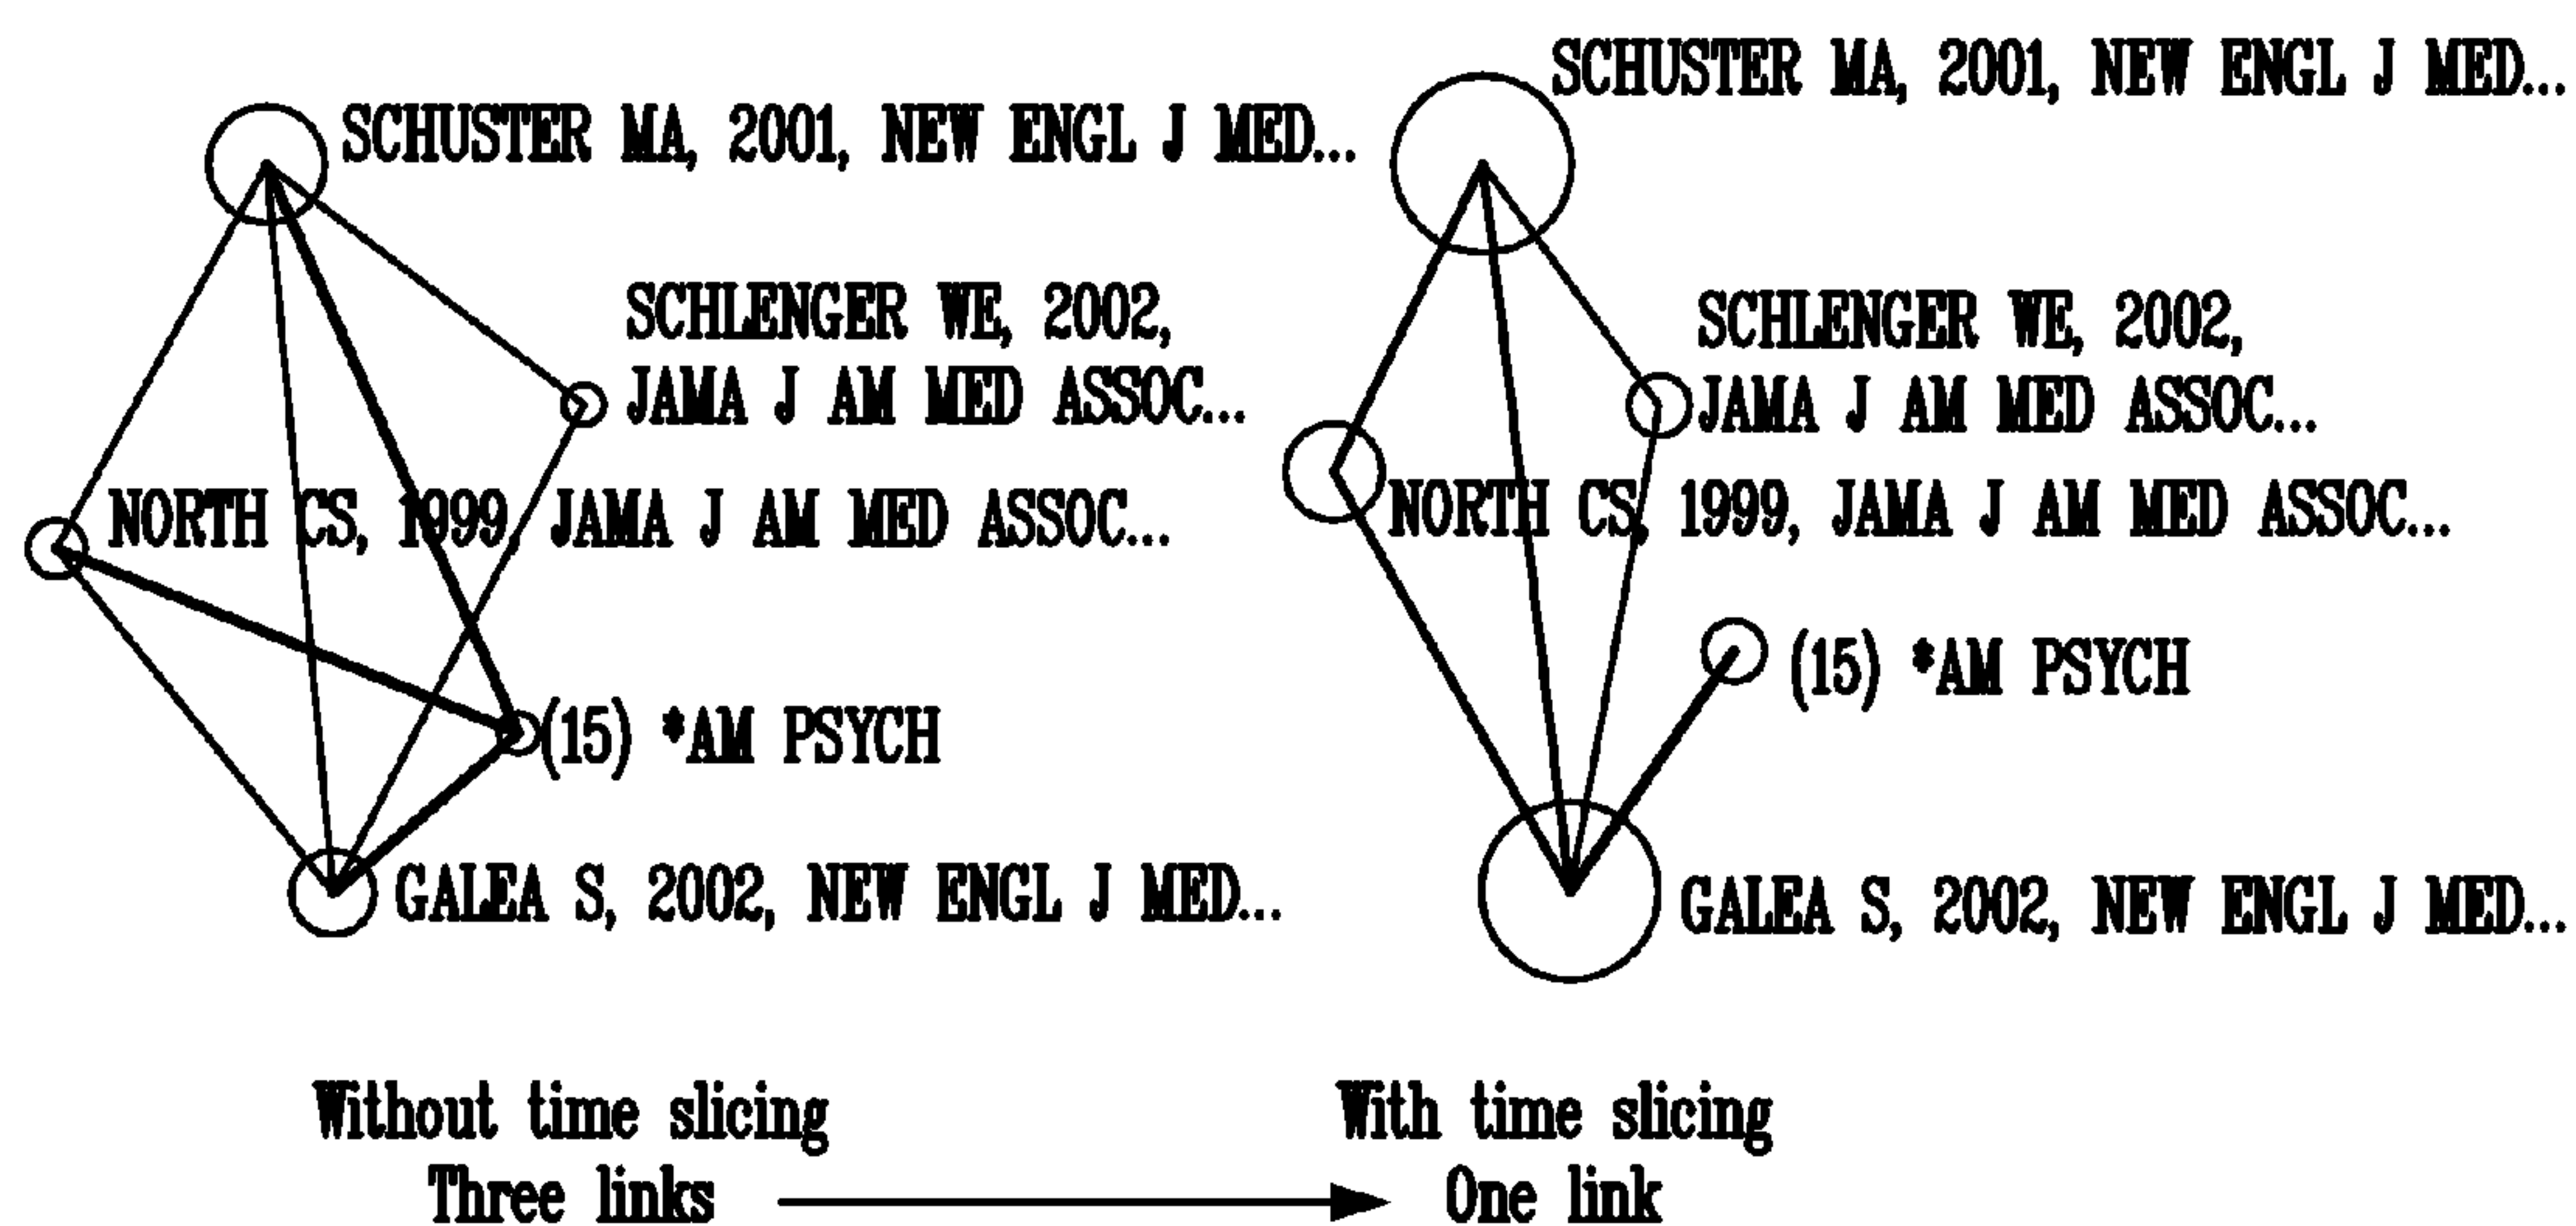 SCHUSTER MA, 2001, NEW ENGL J MED...
SCHLENGER WE, 2002,
JAMA J AM MED ASSOC...
NORTH CS, 1999, JAMA J AM MED ASSOC...
(15) *AM PSYCH
GALEA S, 2002, NEW ENGL J MED...
Without time slicing
Three links
SCHUSTER MA, 2001, NEW ENGL J MED...
SCHLENGER WE, 2002,
JAMA J AM MED ASSOC...
NORTH CS, 1999, JAMA J AM MED ASSOC...
(15) *AM PSYCH
GALEA S, 2002, NEW ENGL J MED...
With time slicing
One link